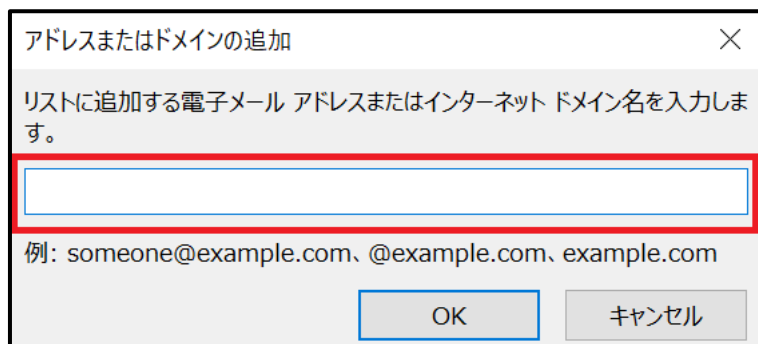 アドレスまたはドメインの追加
リストに追加する電子メール アドレスまたはインターネット ドメイン名を入力しま
す。
例: someone@example.com、@example.com、example.com
OK
キャンセル